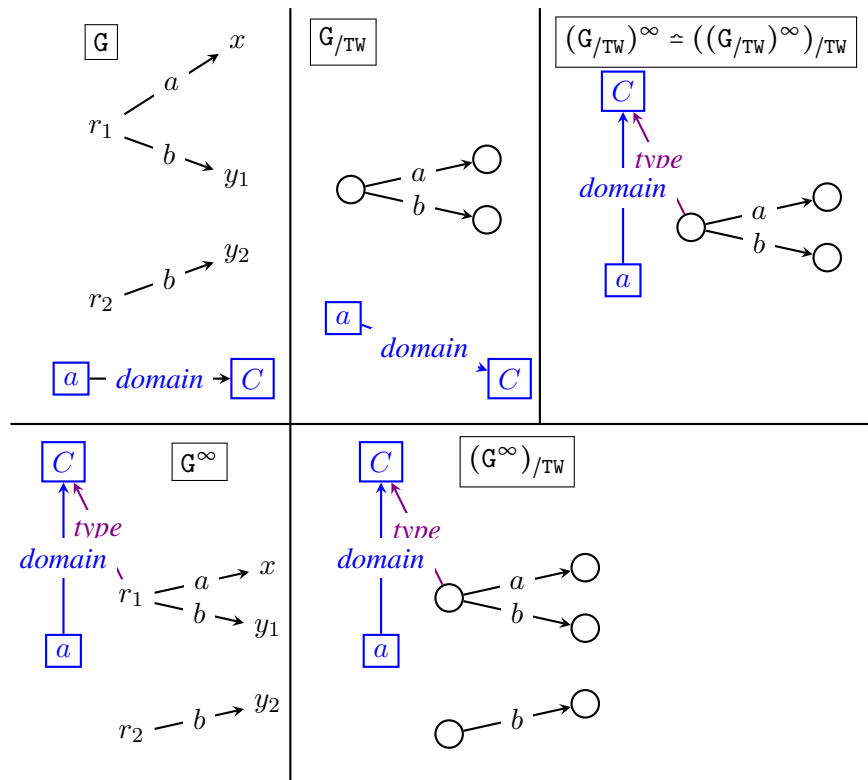 G
x
a
r₁
b
y₁
y₂
b
r₂
a domain C
G/TW
a
b
a
domain
C
(G/TW)^∞ ≏ ((G/TW)^∞)/TW
C
type
domain
a
b
a
G^∞
C
type
domain
a
x
r₁
b
y₁
a
y₂
b
r₂
(G^∞)/TW
C
type
domain
a
b
a
b